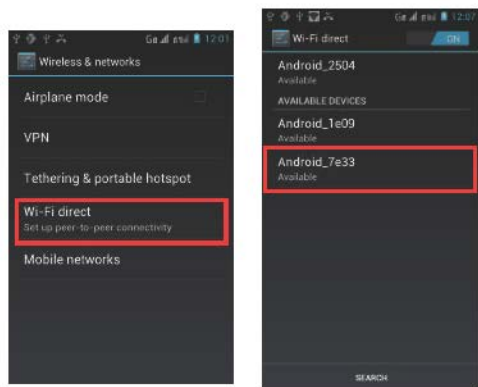 12:01
Wireless & networks
Airplane mode
VPN
Tethering & portable hotspot
Wi-Fi direct
Set up peer-to-peer connectivity
Mobile networks
12:07
Wi-Fi direct
ON
Android_2504
Available
AVAILABLE DEVICES
Android_1e09
Available
Android_7e33
Available
SEARCH